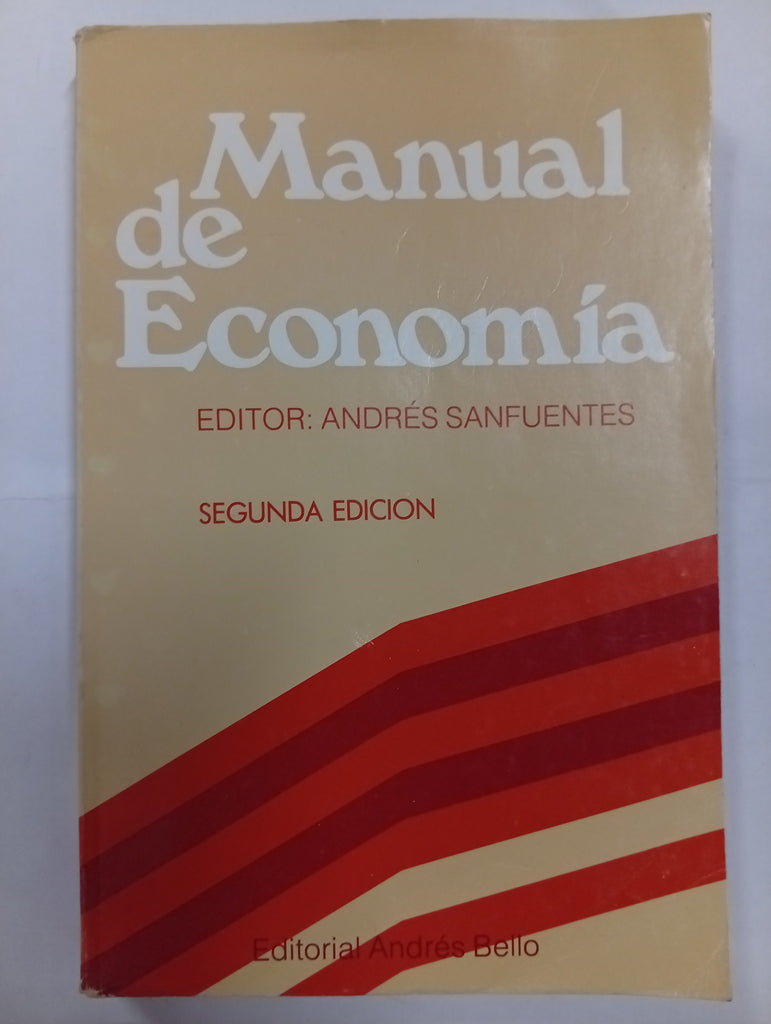 Manual
de
Economía
EDITOR: ANDRÉS SANFUENTES
SEGUNDA EDICION
Editorial Andrés Bello